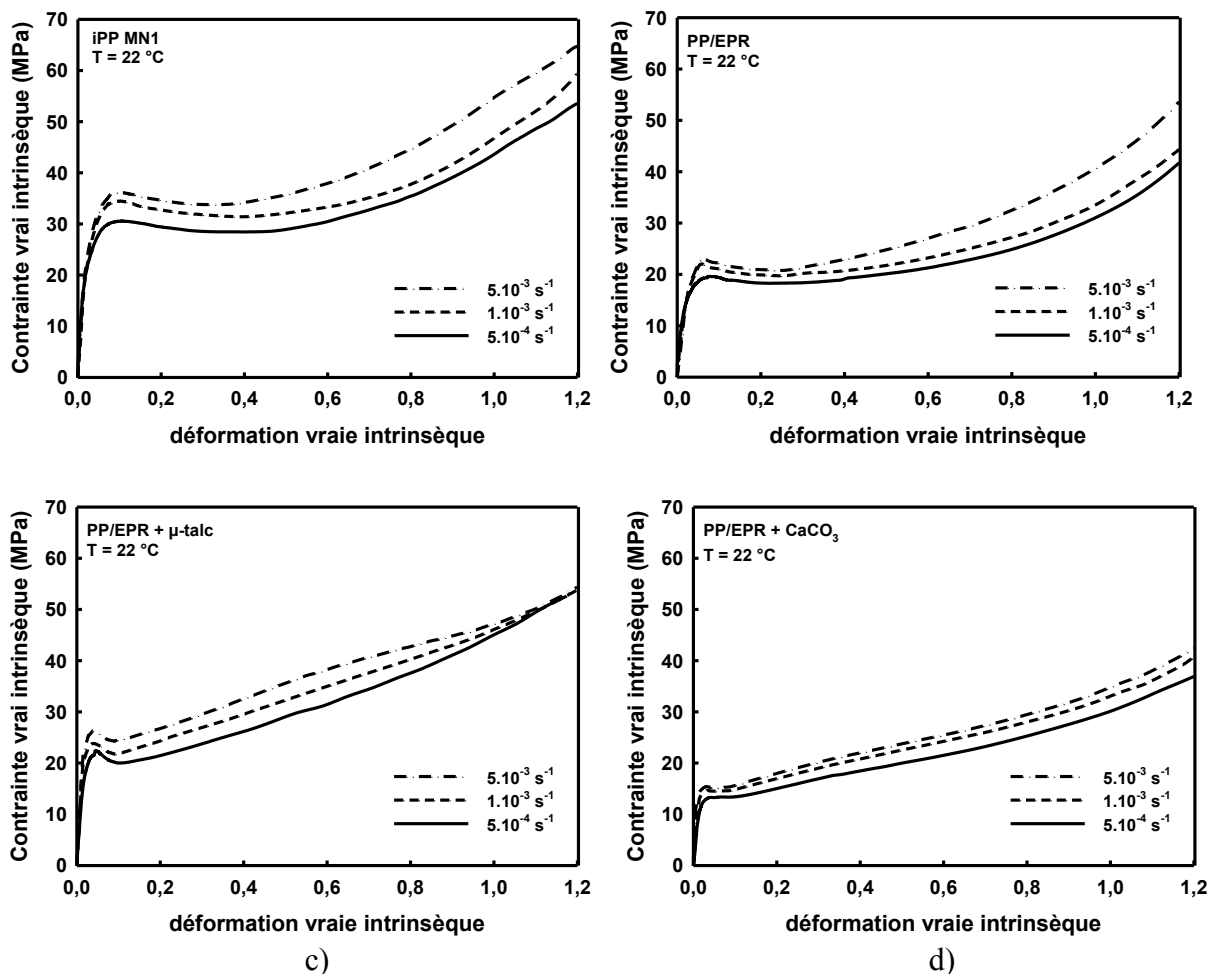 Contrainte vrai intrinsèque (MPa)
70
60
50
40
30
20
10
0
iPP MN1
T = 22 °C
5.10⁻³ s⁻¹
1.10⁻³ s⁻¹
5.10⁻⁴ s⁻¹
0,0 0,2 0,4 0,6 0,8 1,0 1,2
déformation vraie intrinsèque
Contrainte vrai intrinsèque (MPa)
70
60
50
40
30
20
10
0
PP/EPR
T = 22 °C
5.10⁻³ s⁻¹
1.10⁻³ s⁻¹
5.10⁻⁴ s⁻¹
0,0 0,2 0,4 0,6 0,8 1,0 1,2
déformation vraie intrinsèque
Contrainte vrai intrinsèque (MPa)
70
60
50
40
30
20
10
0
PP/EPR + µ-talc
T = 22 °C
5.10⁻³ s⁻¹
1.10⁻³ s⁻¹
5.10⁻⁴ s⁻¹
0,0 0,2 0,4 0,6 0,8 1,0 1,2
déformation vraie intrinsèque
c)
Contrainte vrai intrinsèque (MPa)
70
60
50
40
30
20
10
0
PP/EPR + CaCO₃
T = 22 °C
5.10⁻³ s⁻¹
1.10⁻³ s⁻¹
5.10⁻⁴ s⁻¹
0,0 0,2 0,4 0,6 0,8 1,0 1,2
déformation vraie intrinsèque
d)